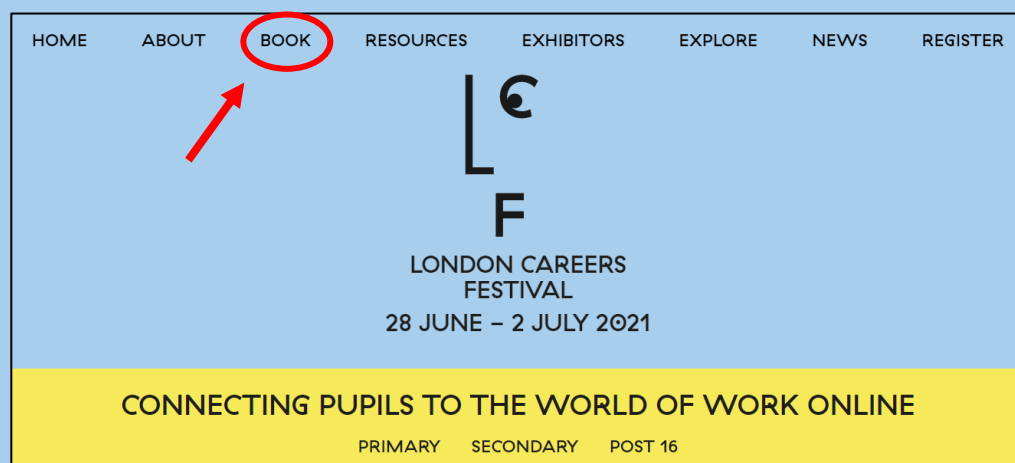 HOME ABOUT BOOK RESOURCES EXHIBITORS EXPLORE NEWS REGISTER
L C
F
LONDON CAREERS
FESTIVAL
28 JUNE – 2 JULY 2021
CONNECTING PUPILS TO THE WORLD OF WORK ONLINE
PRIMARY SECONDARY POST 16